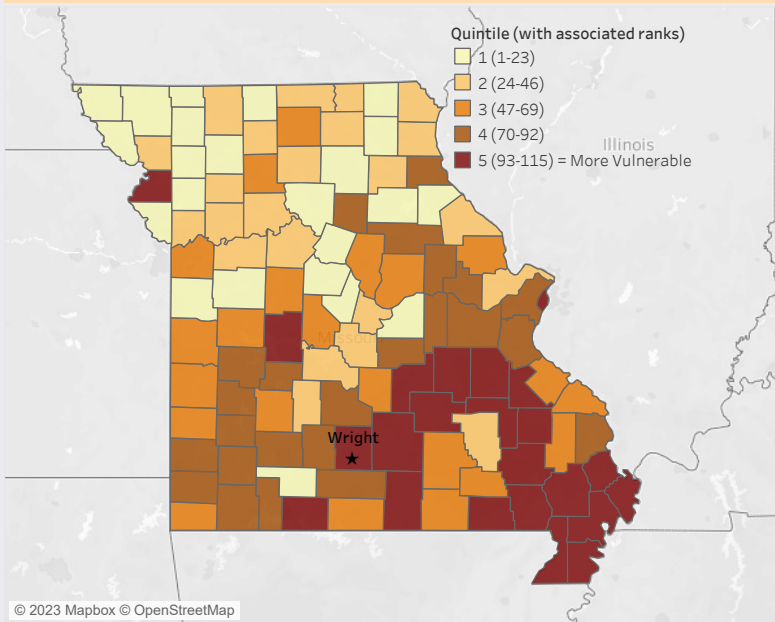 Quintile (with associated ranks)
1 (1-23)
2 (24-46)
3 (47-69)
4 (70-92)
5 (93-115) = More Vulnerable
Illinois
Missouri
Wright
© 2023 Mapbox © OpenStreetMap